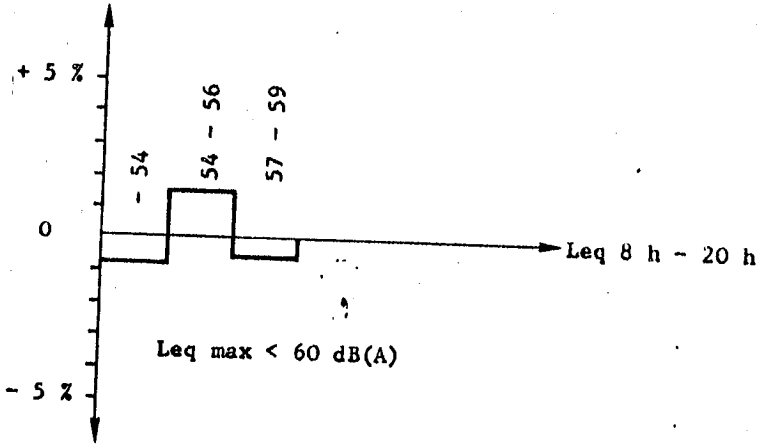 + 5 %
- 54
54 - 56
57 - 59
0
Leq 8 h - 20 h
Leq max < 60 dB(A)
- 5 %